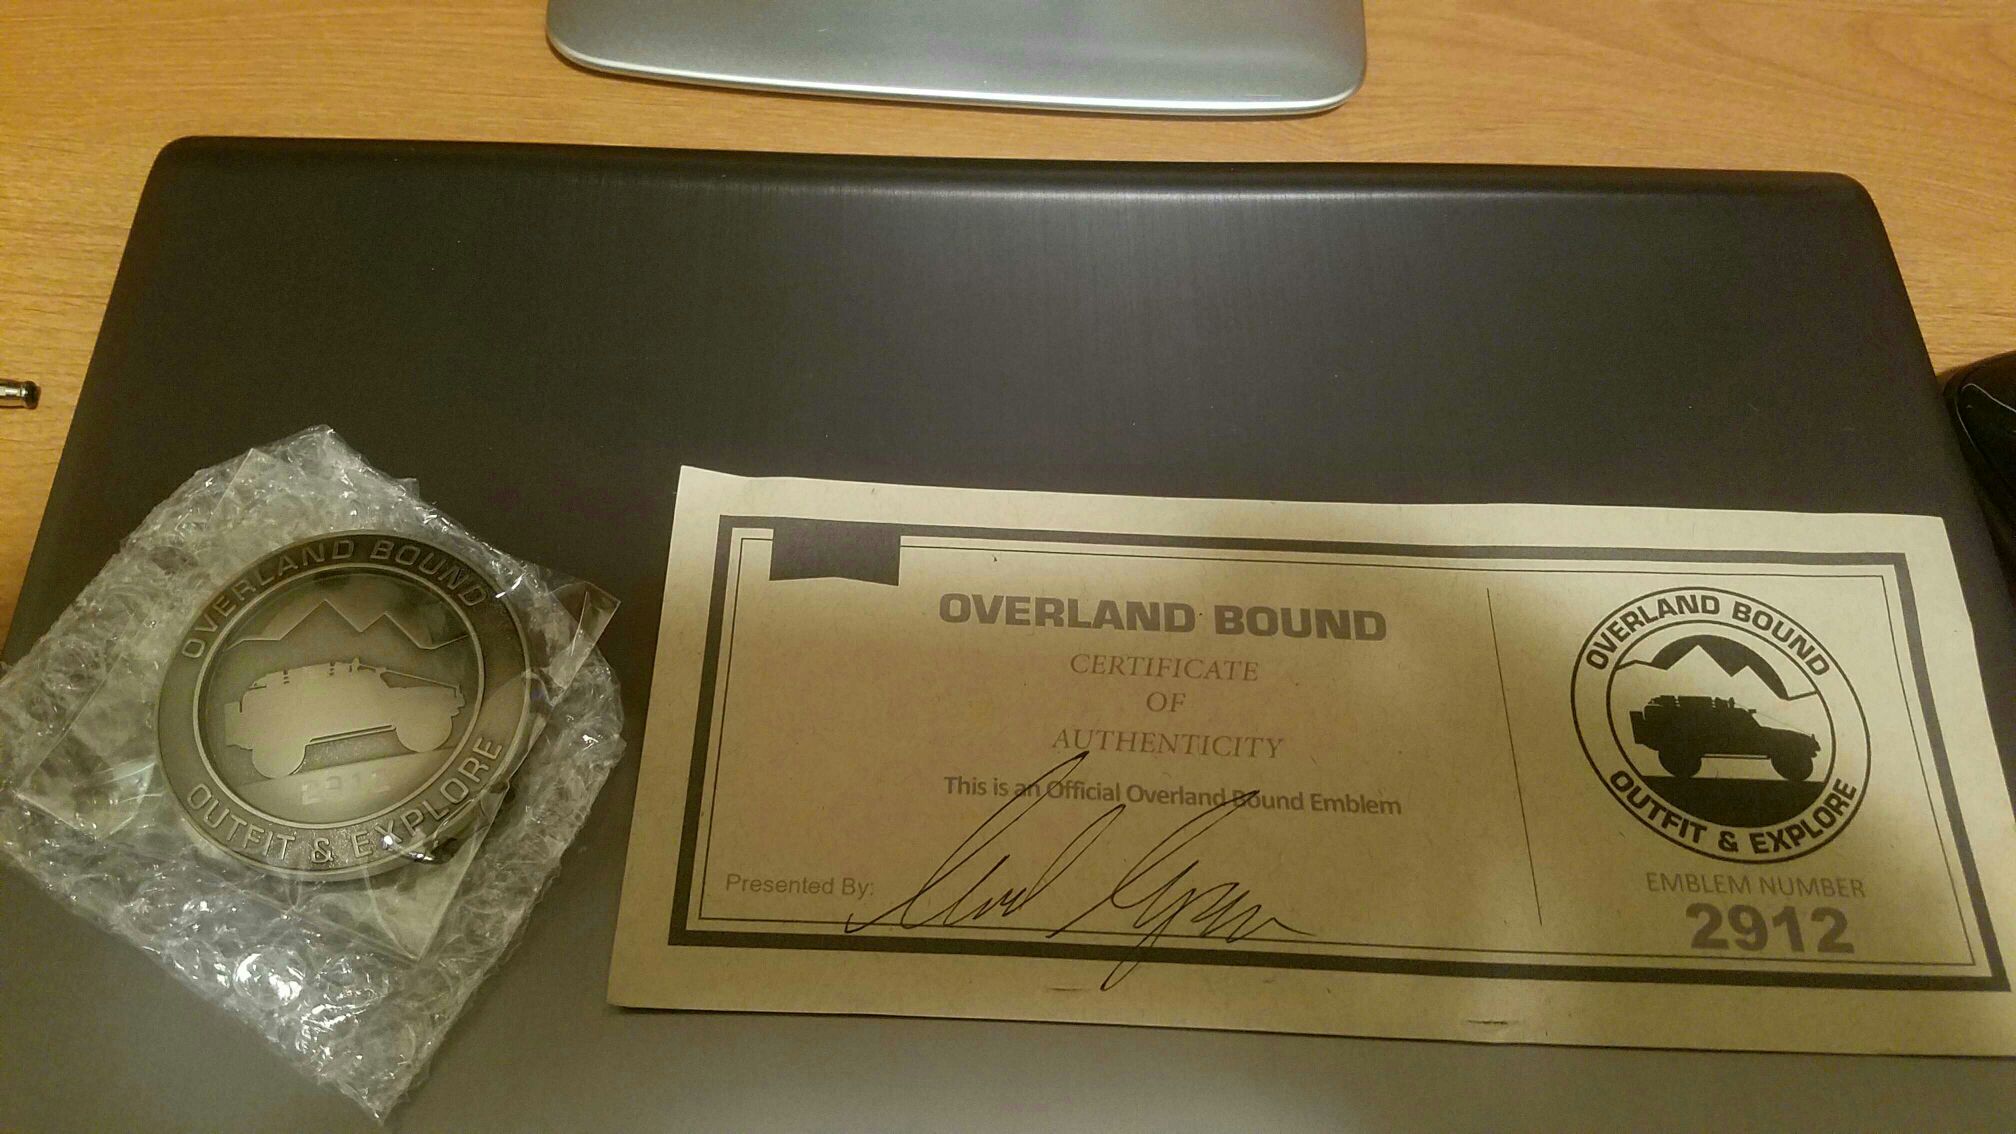 OVERLAND BOUND
OUTFIT & EXPLORE
OVERLAND BOUND
CERTIFICATE
OF
AUTHENTICITY
This is an Official Overland Bound Emblem
Presented By:
OVERLAND BOUND
OUTFIT & EXPLORE
EMBLEM NUMBER
2912